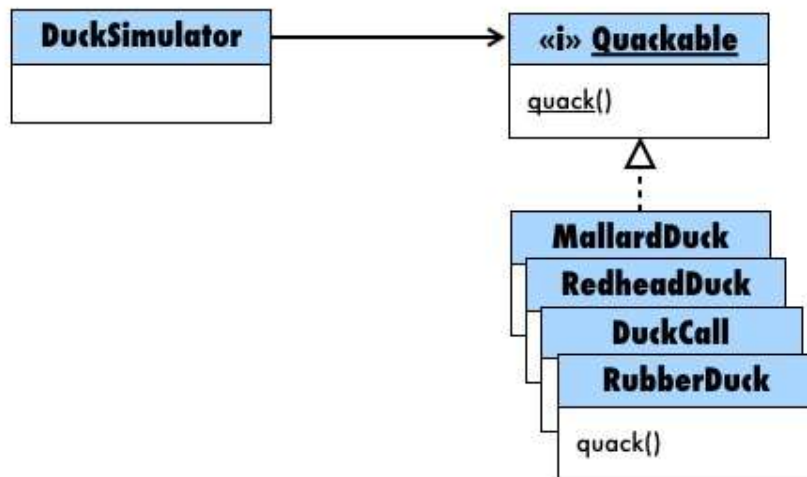 DuckSimulator
«i» Quackable
quack()
MallardDuck
RedheadDuck
DuckCall
RubberDuck
quack()